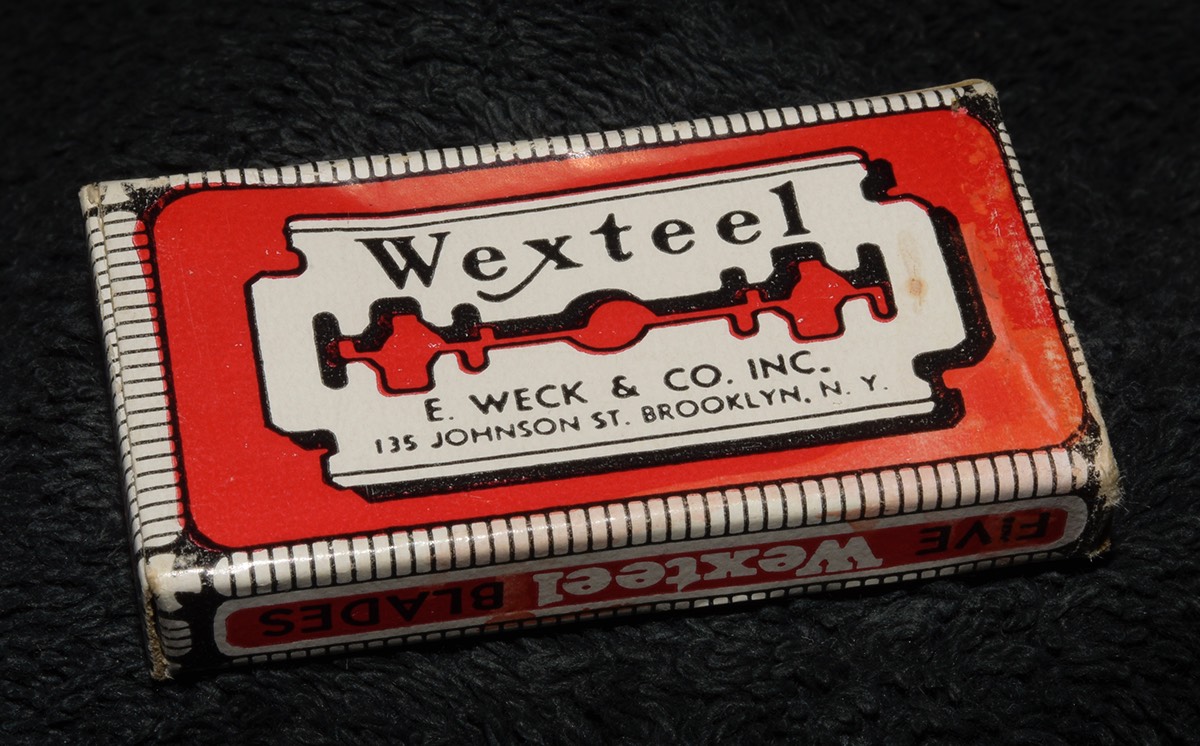 Wexteel
E. WECK & CO. INC.
135 JOHNSON ST. BROOKLYN, N. Y.
FIVE Wexteel BLADES